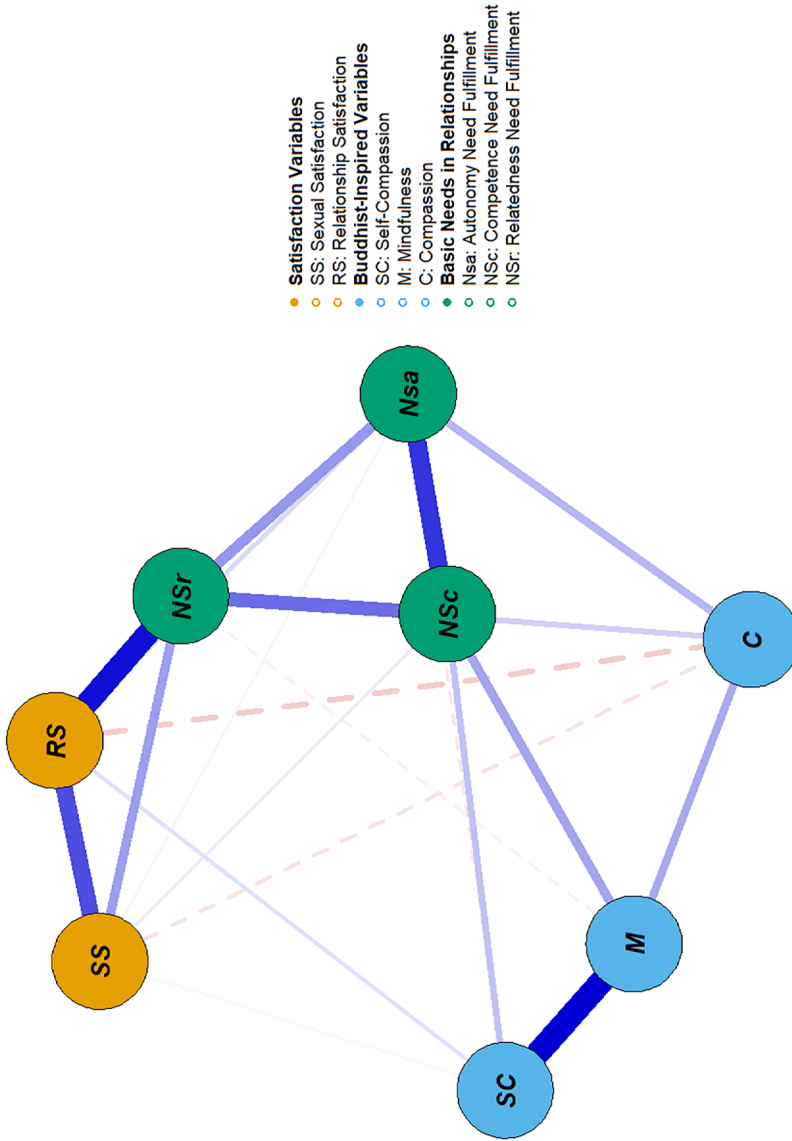 RS
SS
NSr
Nsa
NSc
SC
M
C
Satisfaction Variables
SS: Sexual Satisfaction
RS: Relationship Satisfaction
Buddhist-Inspired Variables
SC: Self-Compassion
M: Mindfulness
C: Compassion
Basic Needs in Relationships
Nsa: Autonomy Need Fulfillment
NSc: Competence Need Fulfillment
NSr: Relatedness Need Fulfillment